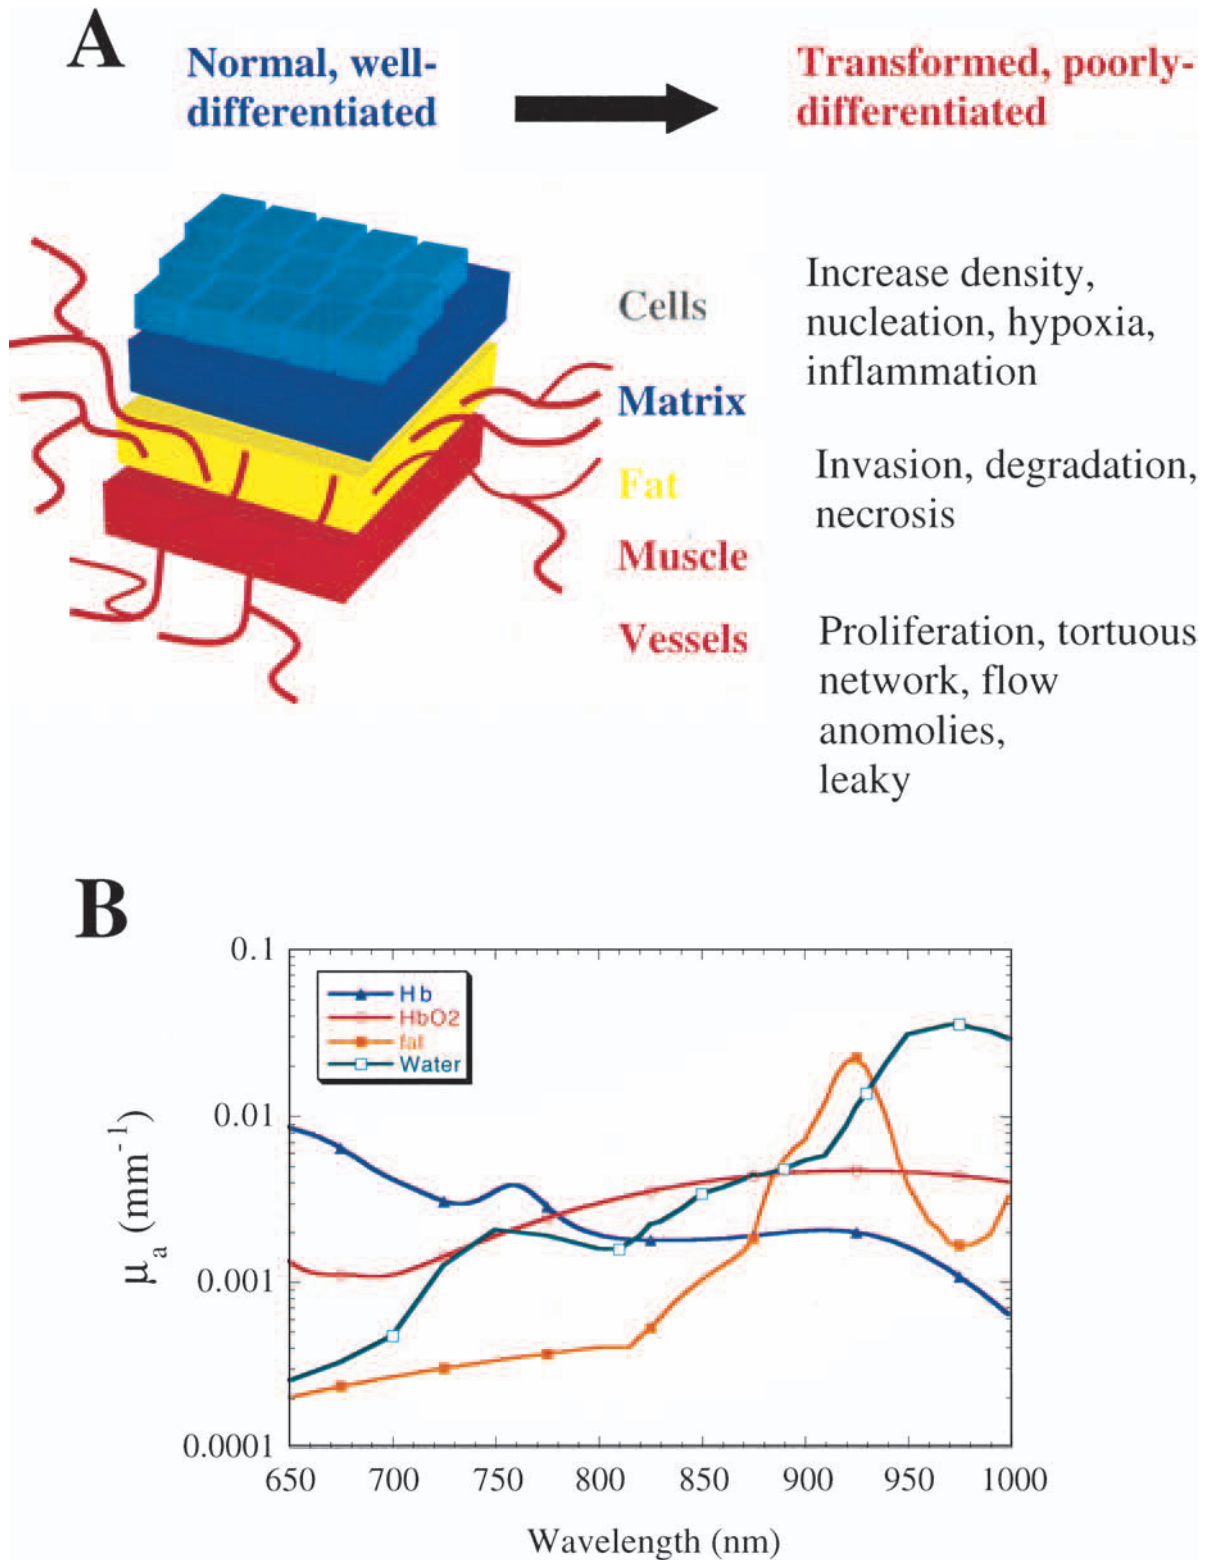 A
Normal, well-
differentiated
Transformed, poorly-
differentiated
Cells
Increase density,
nucleation, hypoxia,
inflammation
Matrix
Fat
Invasion, degradation,
necrosis
Muscle
Vessels
Proliferation, tortuous
network, flow
anomolies,
leaky
B
0.1
0.01
0.001
0.0001
μa (mm-1)
Hb
HbO2
fat
Water
650 700 750 800 850 900 950 1000
Wavelength (nm)